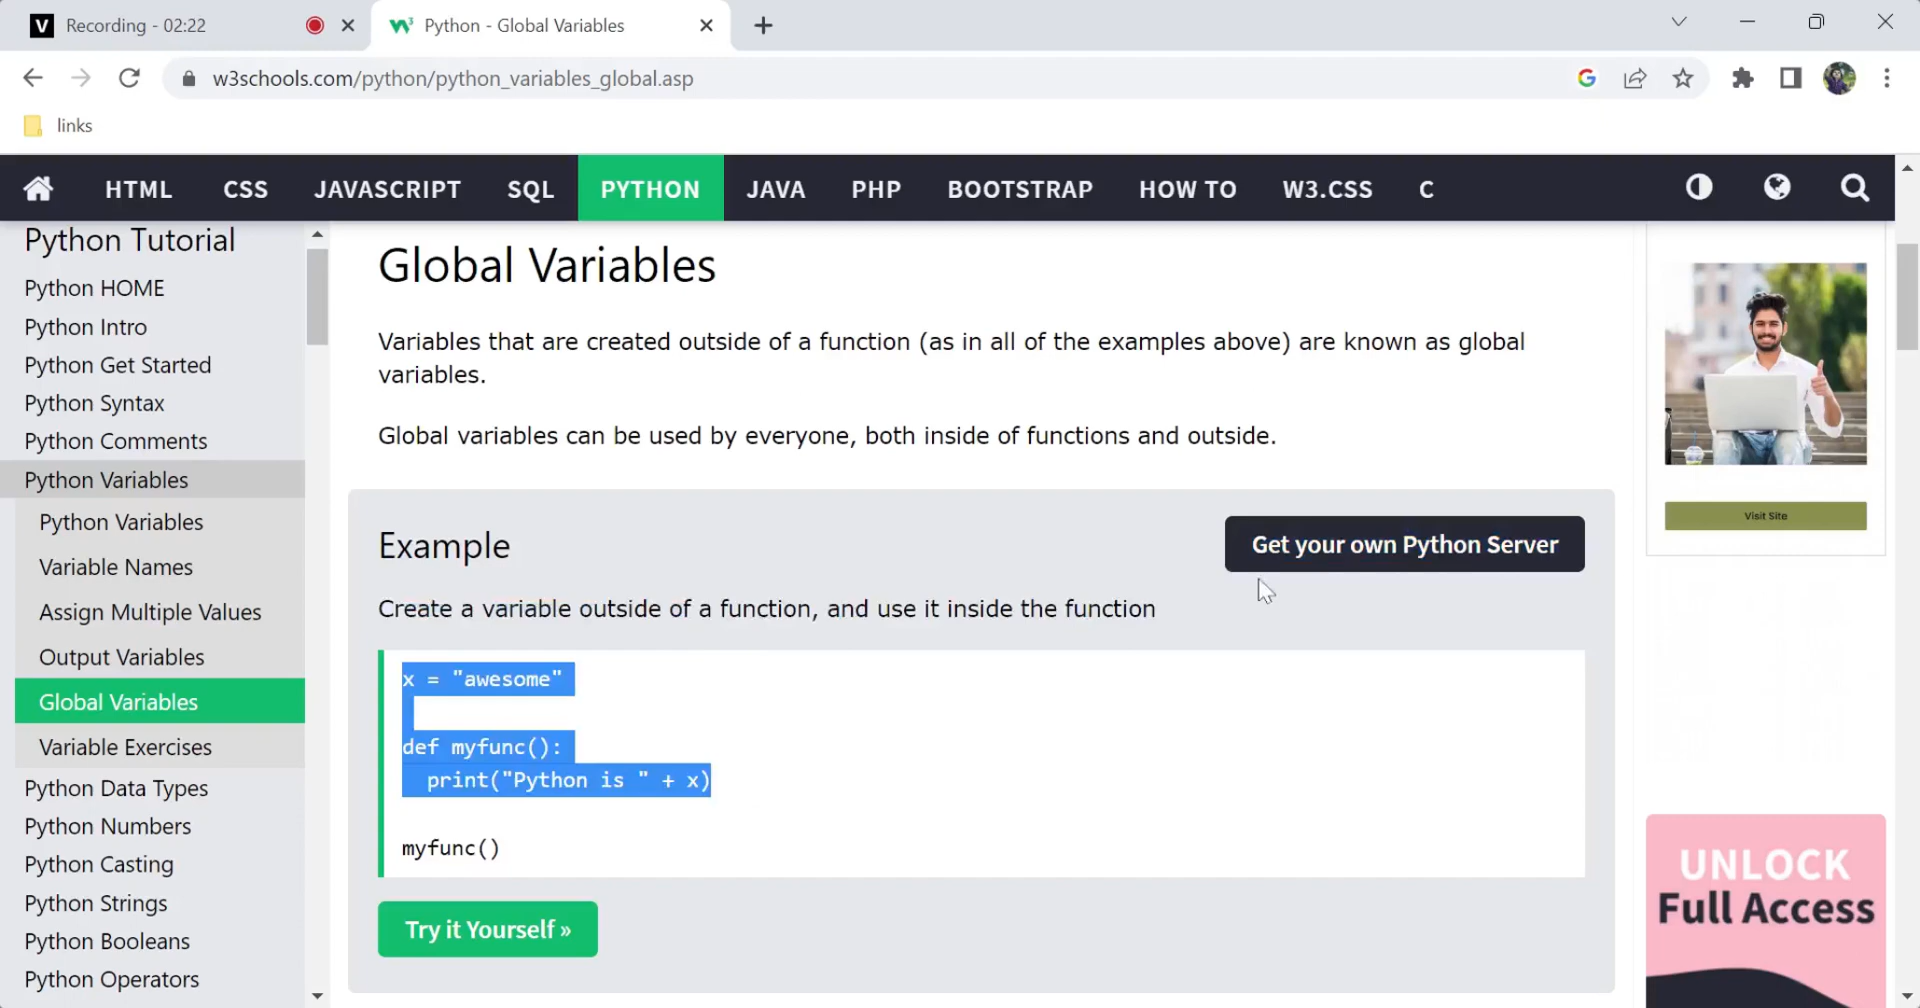 Recording - 02:22
Python - Global Variables
w3schools.com/python/python_variables_global.asp
links
HTML CSS JAVASCRIPT SQL PYTHON JAVA PHP BOOTSTRAP HOW TO W3.CSS C
Python Tutorial
Python HOME
Python Intro
Python Get Started
Python Syntax
Python Comments
Python Variables
Python Variables
Variable Names
Assign Multiple Values
Output Variables
Global Variables
Variable Exercises
Python Data Types
Python Numbers
Python Casting
Python Strings
Python Booleans
Python Operators
Global Variables
Variables that are created outside of a function (as in all of the examples above) are known as global
variables.
Global variables can be used by everyone, both inside of functions and outside.
Example
Get your own Python Server
Create a variable outside of a function, and use it inside the function
x = "awesome"
def myfunc():
print("Python is " + x)
myfunc()
Try it Yourself »
Visit Site
UNLOCK
Full Access